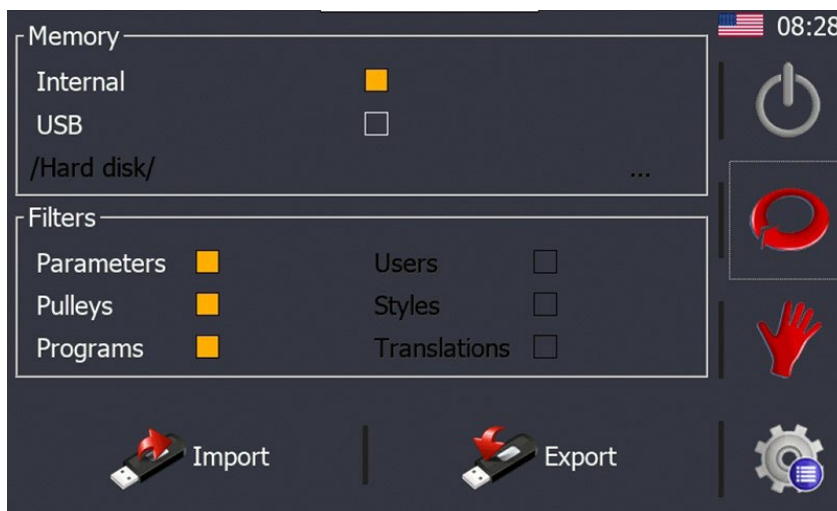 Memory
08:28
Internal
USB
/Hard disk/ ...
Filters
Parameters Users
Pulleys Styles
Programs Translations
Import Export